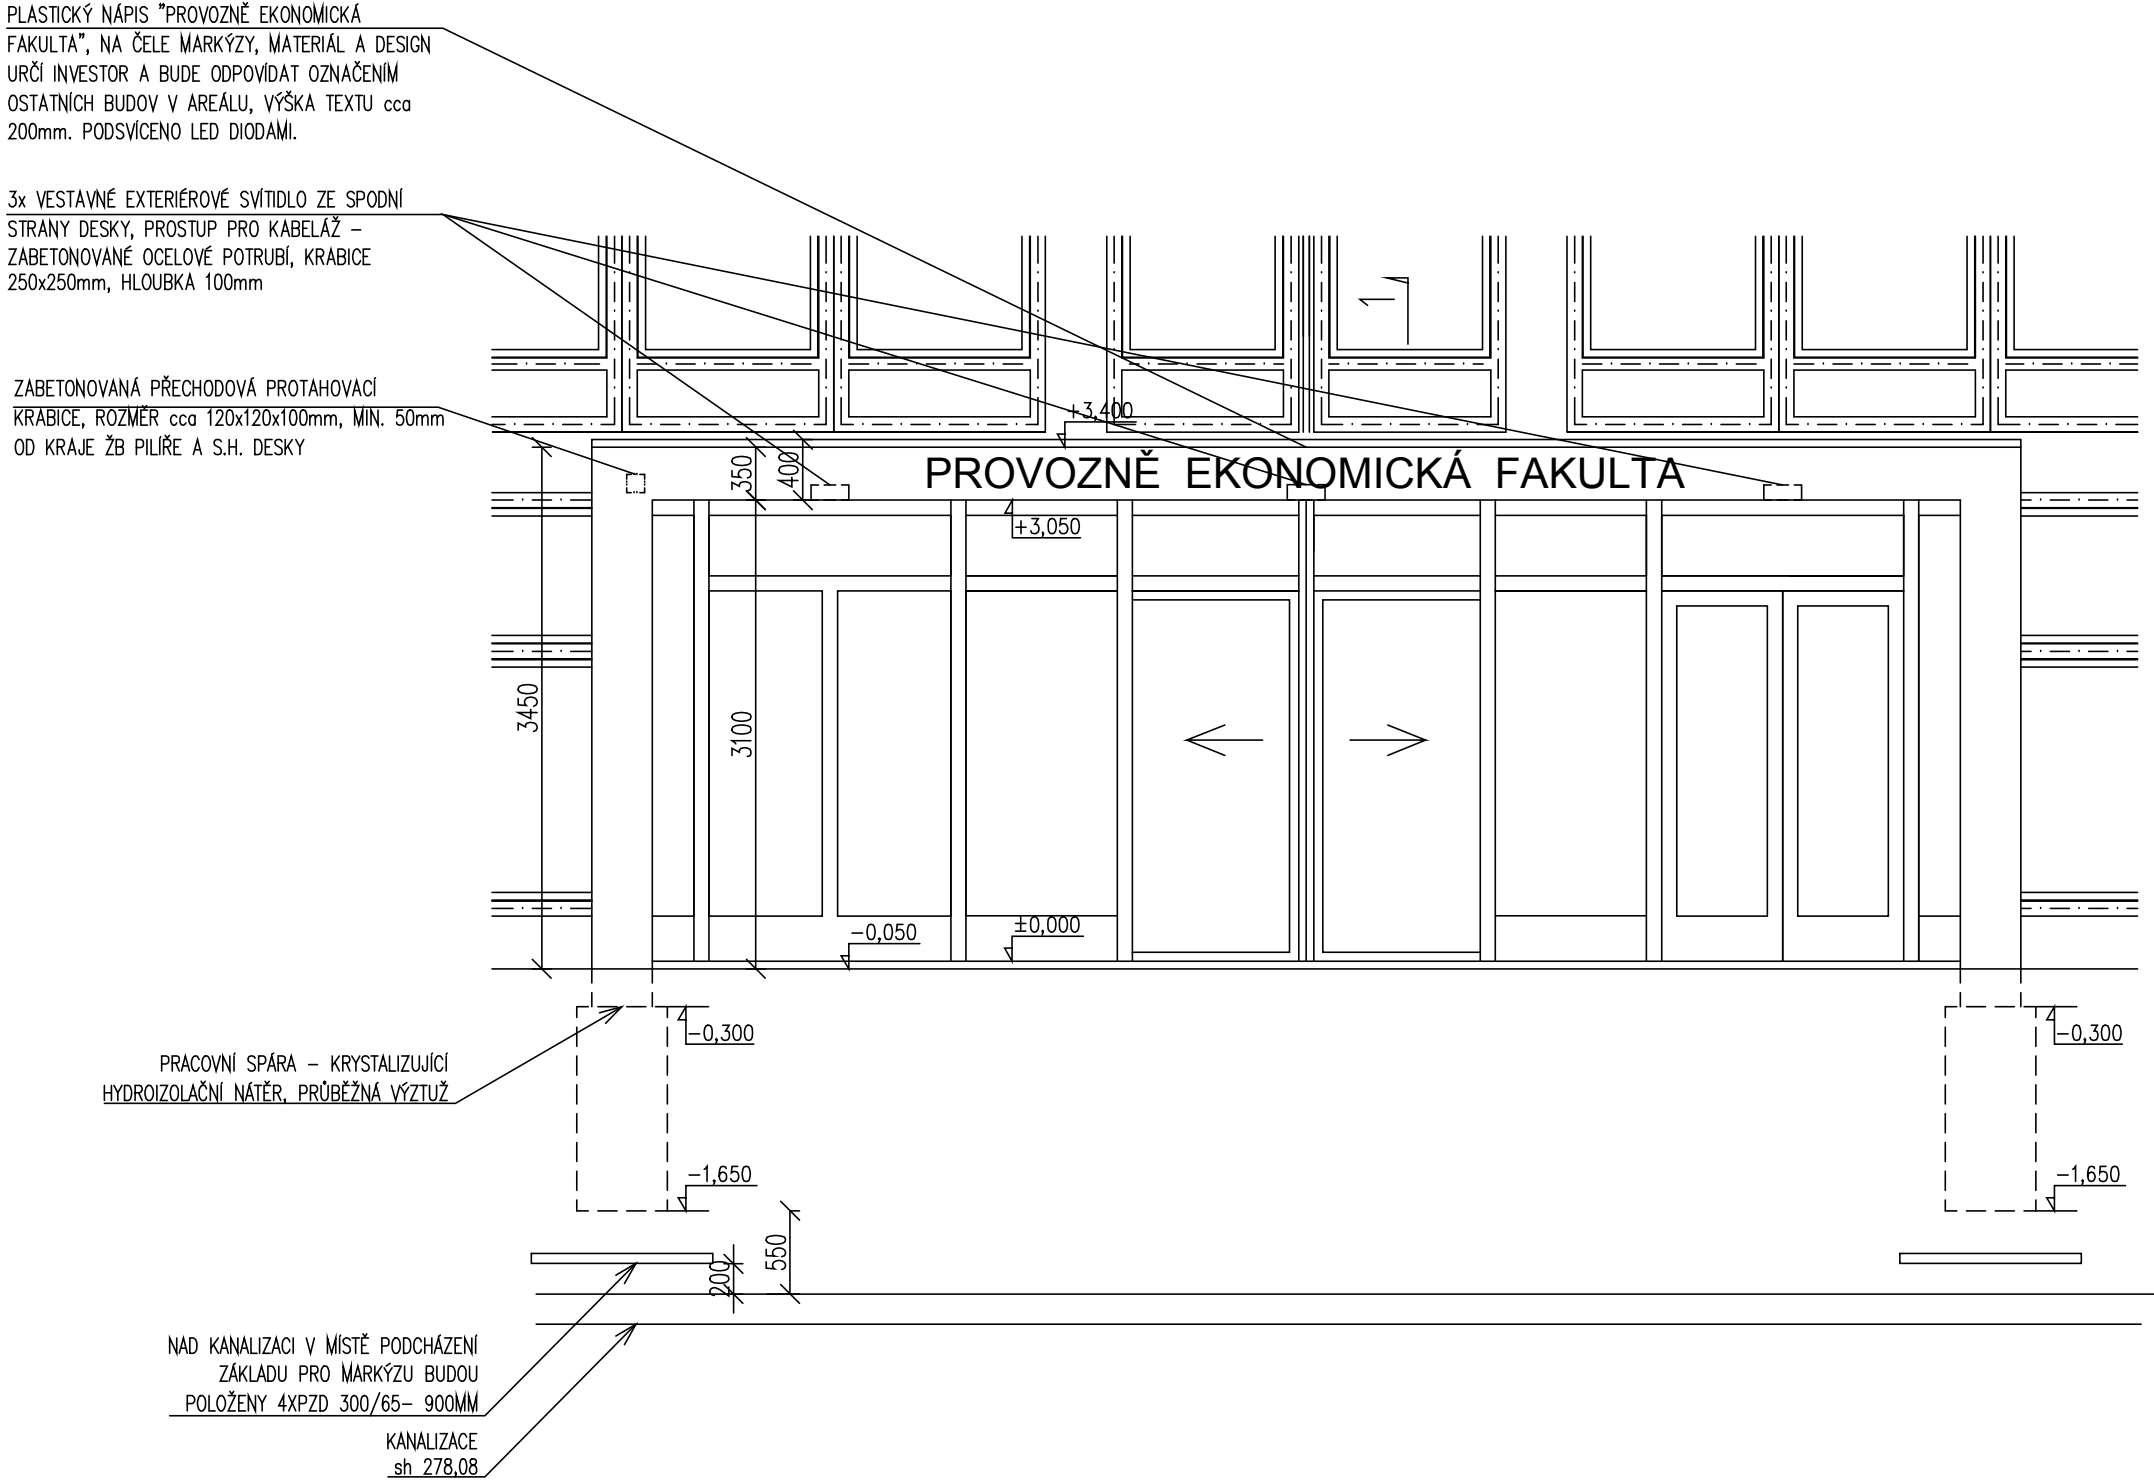 PLASTICKÝ NÁPIS "PROVOZNĚ EKONOMICKÁ
FAKULTA", NA ČELE MARKÝZY, MATERIÁL A DESIGN
URČÍ INVESTOR A BUDE ODPOVÍDAT OZNAČENÍM
OSTATNÍCH BUDOV V AREÁLU, VÝŠKA TEXTU cca
200mm. PODSVÍCENO LED DIODAMI.
3x VESTAVNÉ EXTERIÉROVÉ SVÍTIDLO ZE SPODNÍ
STRANY DESKY, PROSTUP PRO KABELÁŽ –
ZABETONOVANÉ OCELOVÉ POTRUBÍ, KRABICE
250x250mm, HLOUBKA 100mm
1
ZABETONOVANÁ PŘECHODOVÁ PROTAHOVACÍ
KRABICE, ROZMĚR cca 120x120x100mm, MIN. 50mm
OD KRAJE ŽB PILÍŘE A S.H. DESKY
+3,400
350
400
PROVOZNĚ EKONOMICKÁ FAKULTA
+3,050
3450
3100
-0,050
±0,000
-0,300
-0,300
PRACOVNÍ SPÁRA – KRYSTALIZUJÍCÍ
HYDROIZOLAČNÍ NÁTĚR, PRŮBĚŽNÁ VÝZTUŽ
-1,650
-1,650
550
200
NAD KANALIZACI V MÍSTĚ PODCHÁZENÍ
ZÁKLADU PRO MARKÝZU BUDOU
POLOŽENY 4XPZD 300/65- 900MM
KANALIZACE
sh 278,08